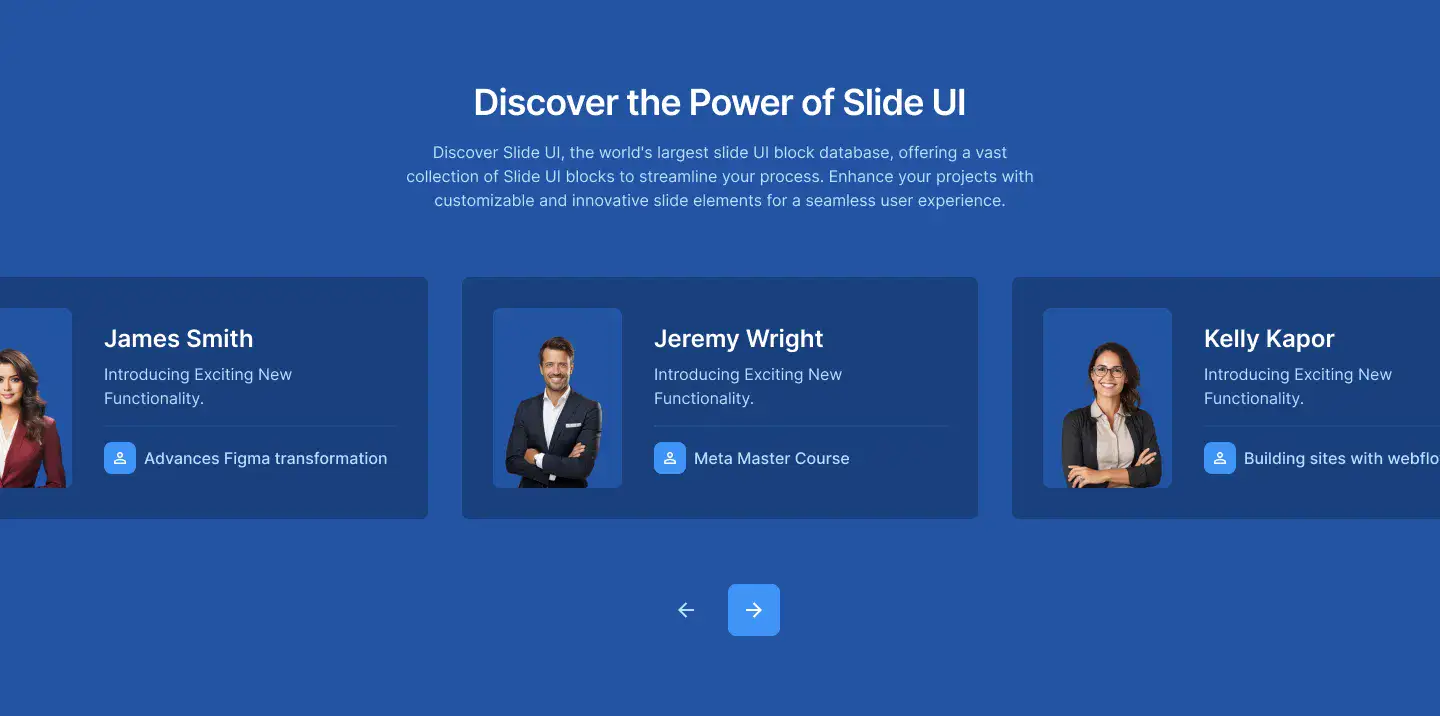 Discover the Power of Slide UI
Discover Slide UI, the world's largest slide UI block database, offering a vast
collection of Slide UI blocks to streamline your process. Enhance your projects with
customizable and innovative slide elements for a seamless user experience.
James Smith
Introducing Exciting New
Functionality.
Advances Figma transformation
Jeremy Wright
Introducing Exciting New
Functionality.
Meta Master Course
Kelly Kapor
Introducing Exciting New
Functionality.
Building sites with webflo